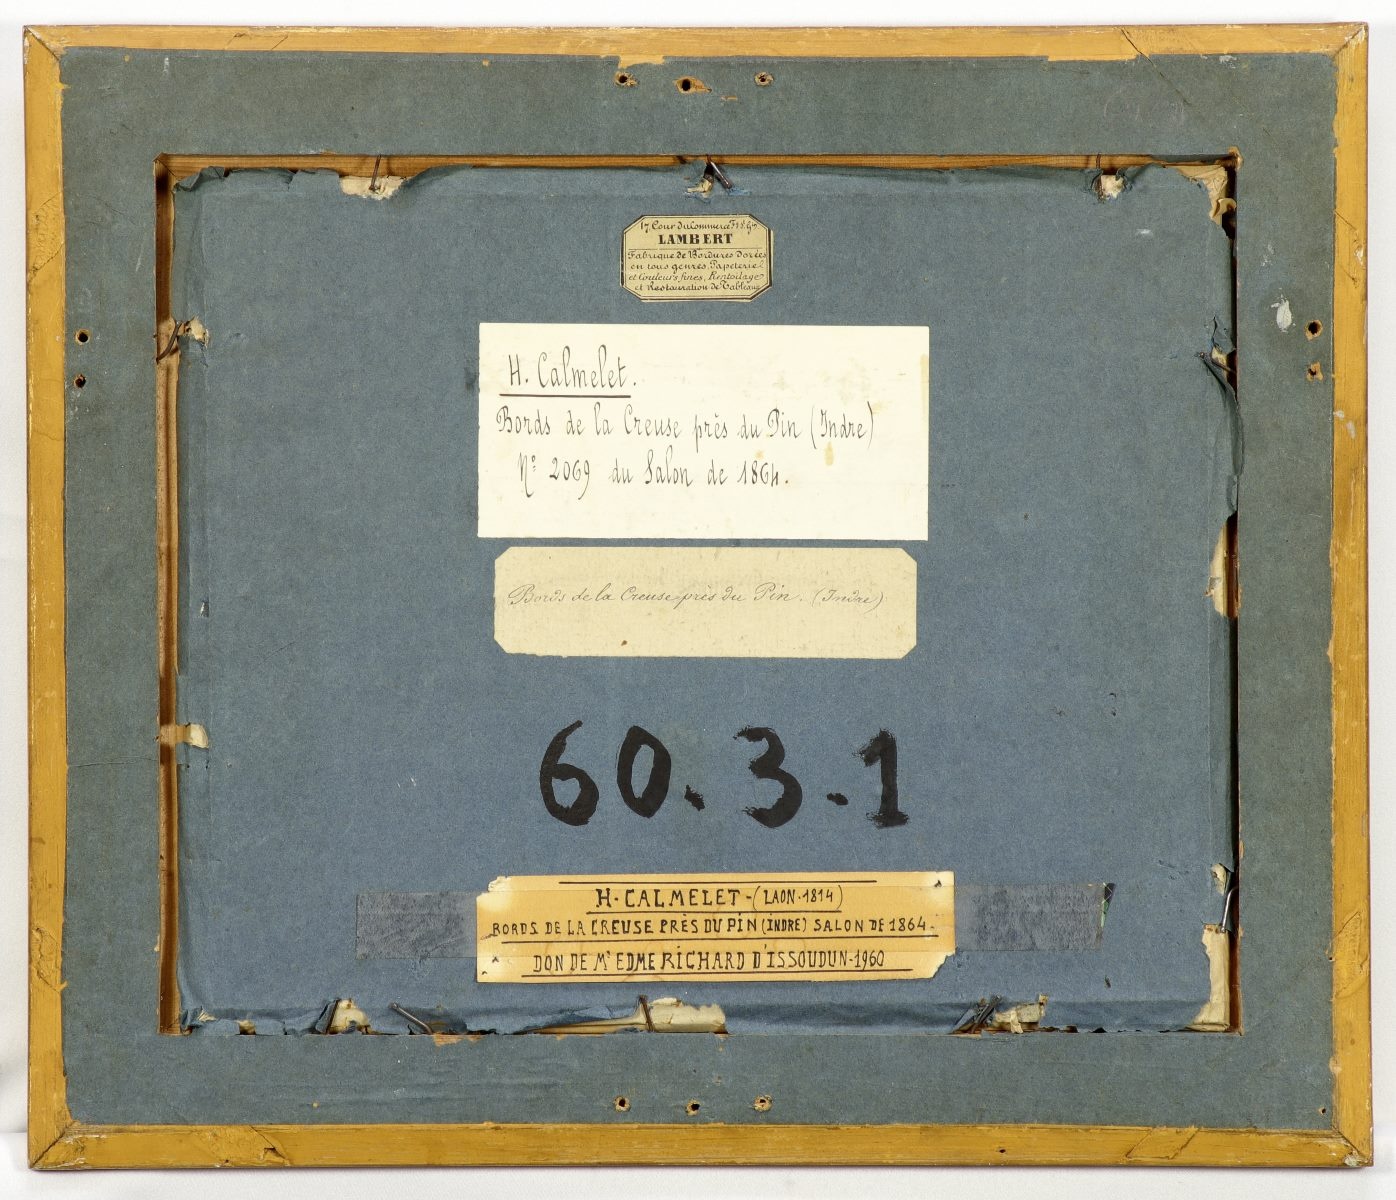 17, Cour du Commerce, Fg. S. Gn.
LAMBERT
Fabrique de Bordures Dorées
en tous genres, Papeterie
et Couleurs fines, Rentoilage
et Restauration de Tableaux
H. Calmelet.
Bords de la Creuse près du Pin (Indre)
N° 2069 du Salon de 1864.
Bords de la Creuse près du Pin. (Indre)
60.3.1
H. CALMELET - (LAON. 1814)
BORDS DE LA CREUSE PRÈS DU PIN (INDRE) SALON DE 1864.
DON DE Mr EDME RICHARD D'ISSOUDUN-1960